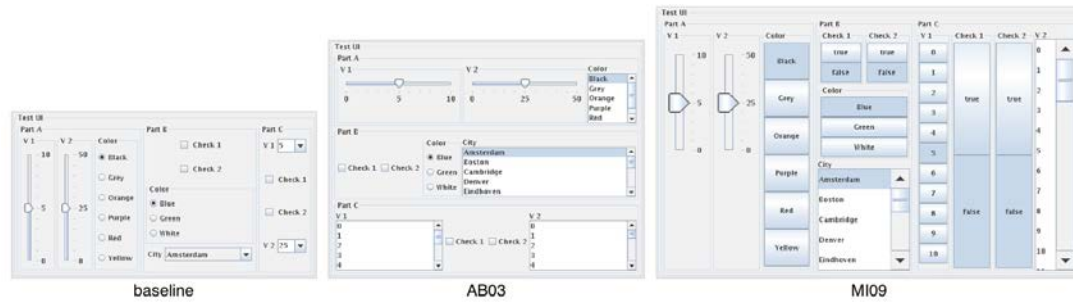 Test UI
Part A
V 1
V 2
Color
10
5
0
50
25
0
Black
Grey
Orange
Purple
Red
Yellow
Part B
Check 1
Check 2
Color
Blue
Green
White
City Amsterdam
Part C
V 1 5
Check 1
Check 2
V 2 25
baseline
Test UI
Part A
V 1
0 5 10
V 2
0 25 50
Color
Black
Grey
Orange
Purple
Red
Part B
Check 1 Check 2
Color
Blue
Green
White
City
Amsterdam
Boston
Cambridge
Denver
Eindhoven
Part C
V 1
0
1
2
3
4
Check 1 Check 2
V 2
0
1
2
3
4
AB03
Test UI
Part A
V 1
10
5
0
V 2
50
25
0
Color
Black
Grey
Orange
Purple
Red
Yellow
Part B
Check 1 Check 2
true true
false false
Color
Blue
Green
White
City
Amsterdam
Boston
Cambridge
Denver
Eindhoven
Part C
V 1
0
1
2
3
4
5
6
7
8
9
10
Check 1
true
false
Check 2
true
false
V 2
0
1
2
3
4
5
6
7
8
9
10
11
MI09